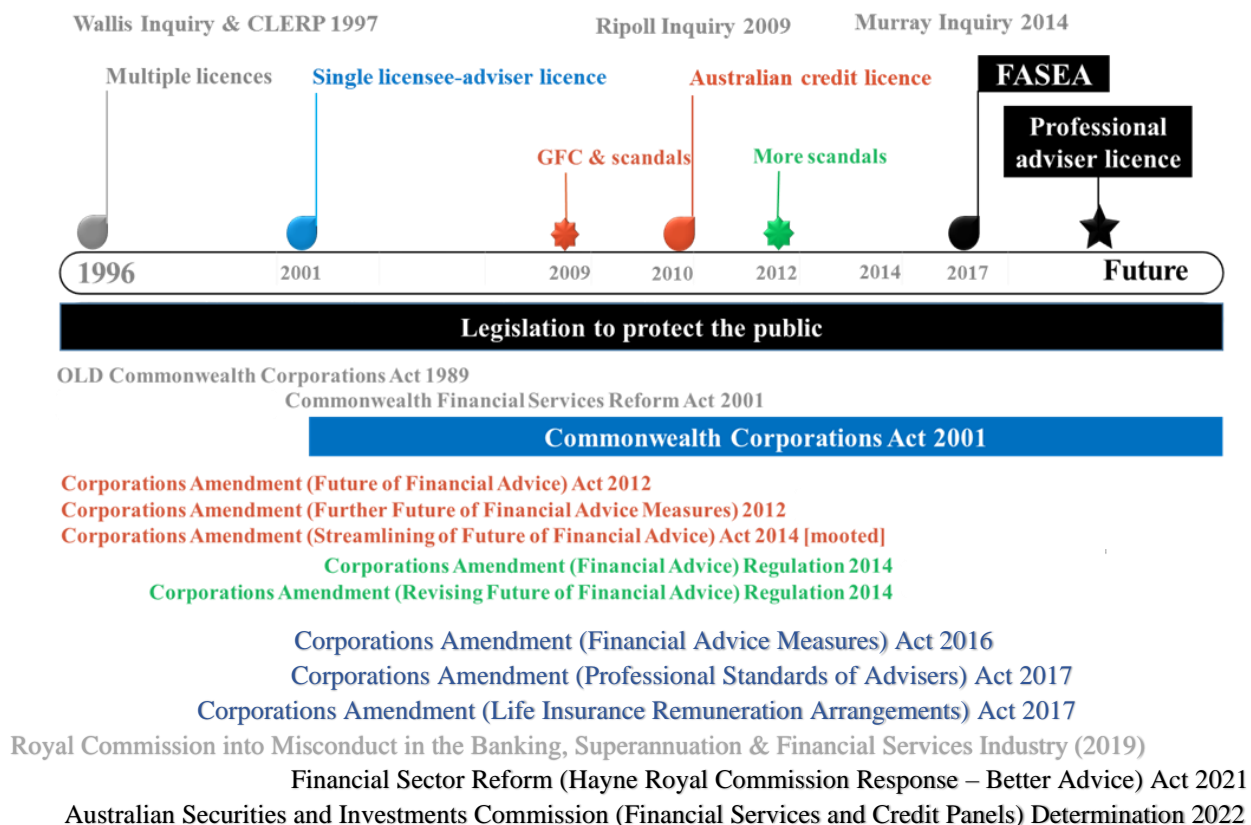 Wallis Inquiry & CLERP 1997
Ripoll Inquiry 2009
Murray Inquiry 2014
Multiple licences
Single licensee-adviser licence
Australian credit licence
FASEA
Professional
adviser licence
GFC & scandals
More scandals
1996
2001
2009
2010
2012
2014
2017
Future
Legislation to protect the public
OLD Commonwealth Corporations Act 1989
Commonwealth Financial Services Reform Act 2001
Commonwealth Corporations Act 2001
Corporations Amendment (Future of Financial Advice) Act 2012
Corporations Amendment (Further Future of Financial Advice Measures) 2012
Corporations Amendment (Streamlining of Future of Financial Advice) Act 2014 [mooted]
Corporations Amendment (Financial Advice) Regulation 2014
Corporations Amendment (Revising Future of Financial Advice) Regulation 2014
Corporations Amendment (Financial Advice Measures) Act 2016
Corporations Amendment (Professional Standards of Advisers) Act 2017
Corporations Amendment (Life Insurance Remuneration Arrangements) Act 2017
Royal Commission into Misconduct in the Banking, Superannuation & Financial Services Industry (2019)
Financial Sector Reform (Hayne Royal Commission Response – Better Advice) Act 2021
Australian Securities and Investments Commission (Financial Services and Credit Panels) Determination 2022